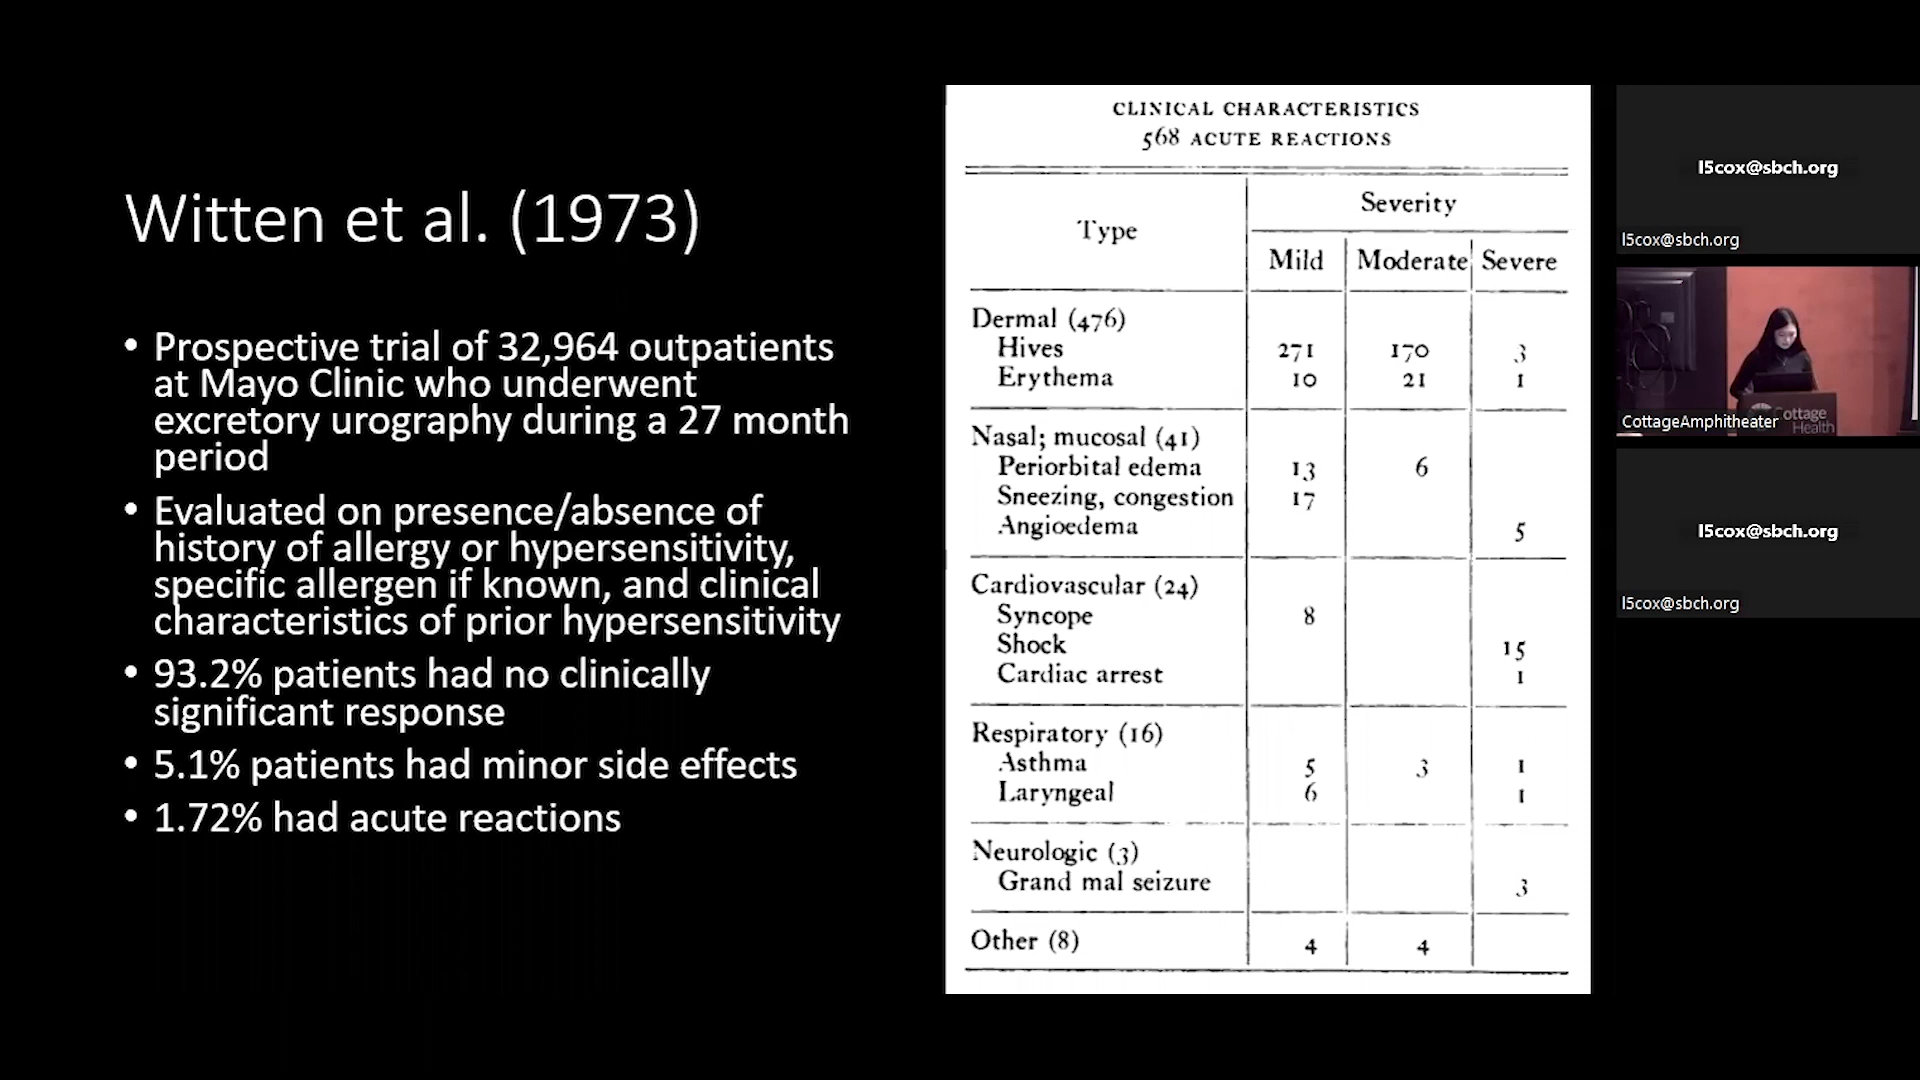 Witten et al. (1973)
• Prospective trial of 32,964 outpatients
at Mayo Clinic who underwent
excretory urography during a 27 month
period
• Evaluated on presence/absence of
history of allergy or hypersensitivity,
specific allergen if known, and clinical
characteristics of prior hypersensitivity
• 93.2% patients had no clinically
significant response
• 5.1% patients had minor side effects
• 1.72% had acute reactions
CLINICAL CHARACTERISTICS
568 ACUTE REACTIONS
Type
Severity
Mild Moderate Severe
Dermal (476)
Hives 271 170 3
Erythema 10 21 1
Nasal; mucosal (41)
Periorbital edema 13 6
Sneezing, congestion 17
Angioedema 5
Cardiovascular (24)
Syncope 8
Shock 15
Cardiac arrest 1
Respiratory (16)
Asthma 5 3 1
Laryngeal 6 1
Neurologic (3)
Grand mal seizure 3
Other (8) 4 4
l5cox@sbch.org
l5cox@sbch.org
Cottage
Health
CottageAmphitheater
l5cox@sbch.org
l5cox@sbch.org